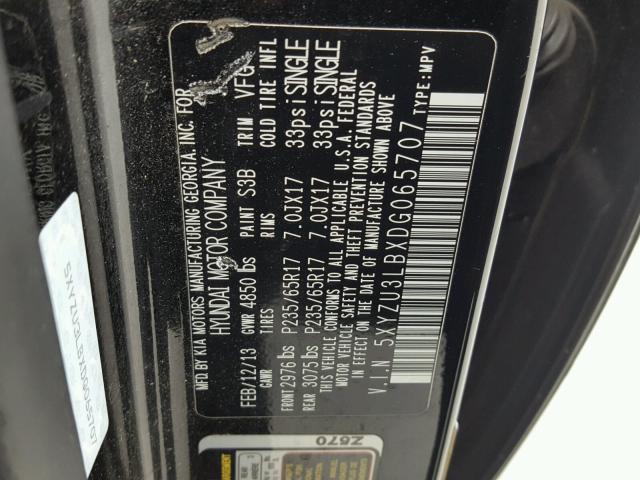 MFD.BY KIA MOTORS MANUFACTURING GEORGIA, INC. FOR
HYUNDAI MOTOR COMPANY
FEB/12/13 GVWR 4850 lbs PAINT S3B TRIM VFG
GAWR TIRES RIMS COLD TIRE INFL
FRONT 2976 lbs P235/65R17 7.0JX17 33psi SINGLE
REAR 3075 lbs P235/65R17 7.0JX17 33psi SINGLE
THIS VEHICLE CONFORMS TO ALL APPLICABLE U.S.A. FEDERAL
MOTOR VEHICLE SAFETY AND THEFT PREVENTION STANDARDS
IN EFFECT ON THE DATE OF MANUFACTURE SHOWN ABOVE
V.I.N 5XYZU3LBXDG065707 TYPE:MPV
Z670